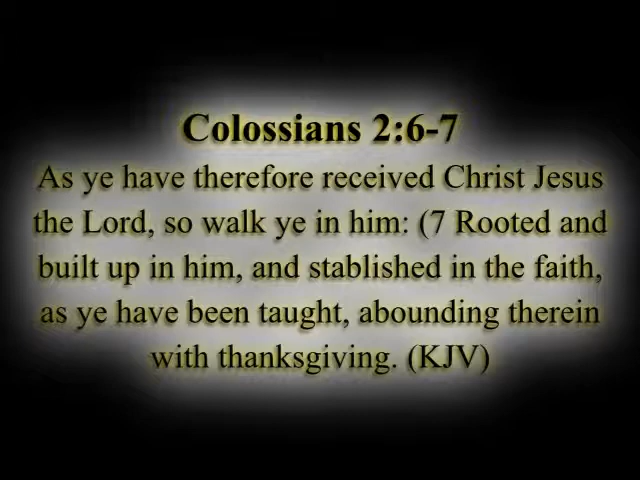 Colossians 2:6-7
As ye have therefore received Christ Jesus
the Lord, so walk ye in him: (7 Rooted and
built up in him, and stablished in the faith,
as ye have been taught, abounding therein
with thanksgiving. (KJV)